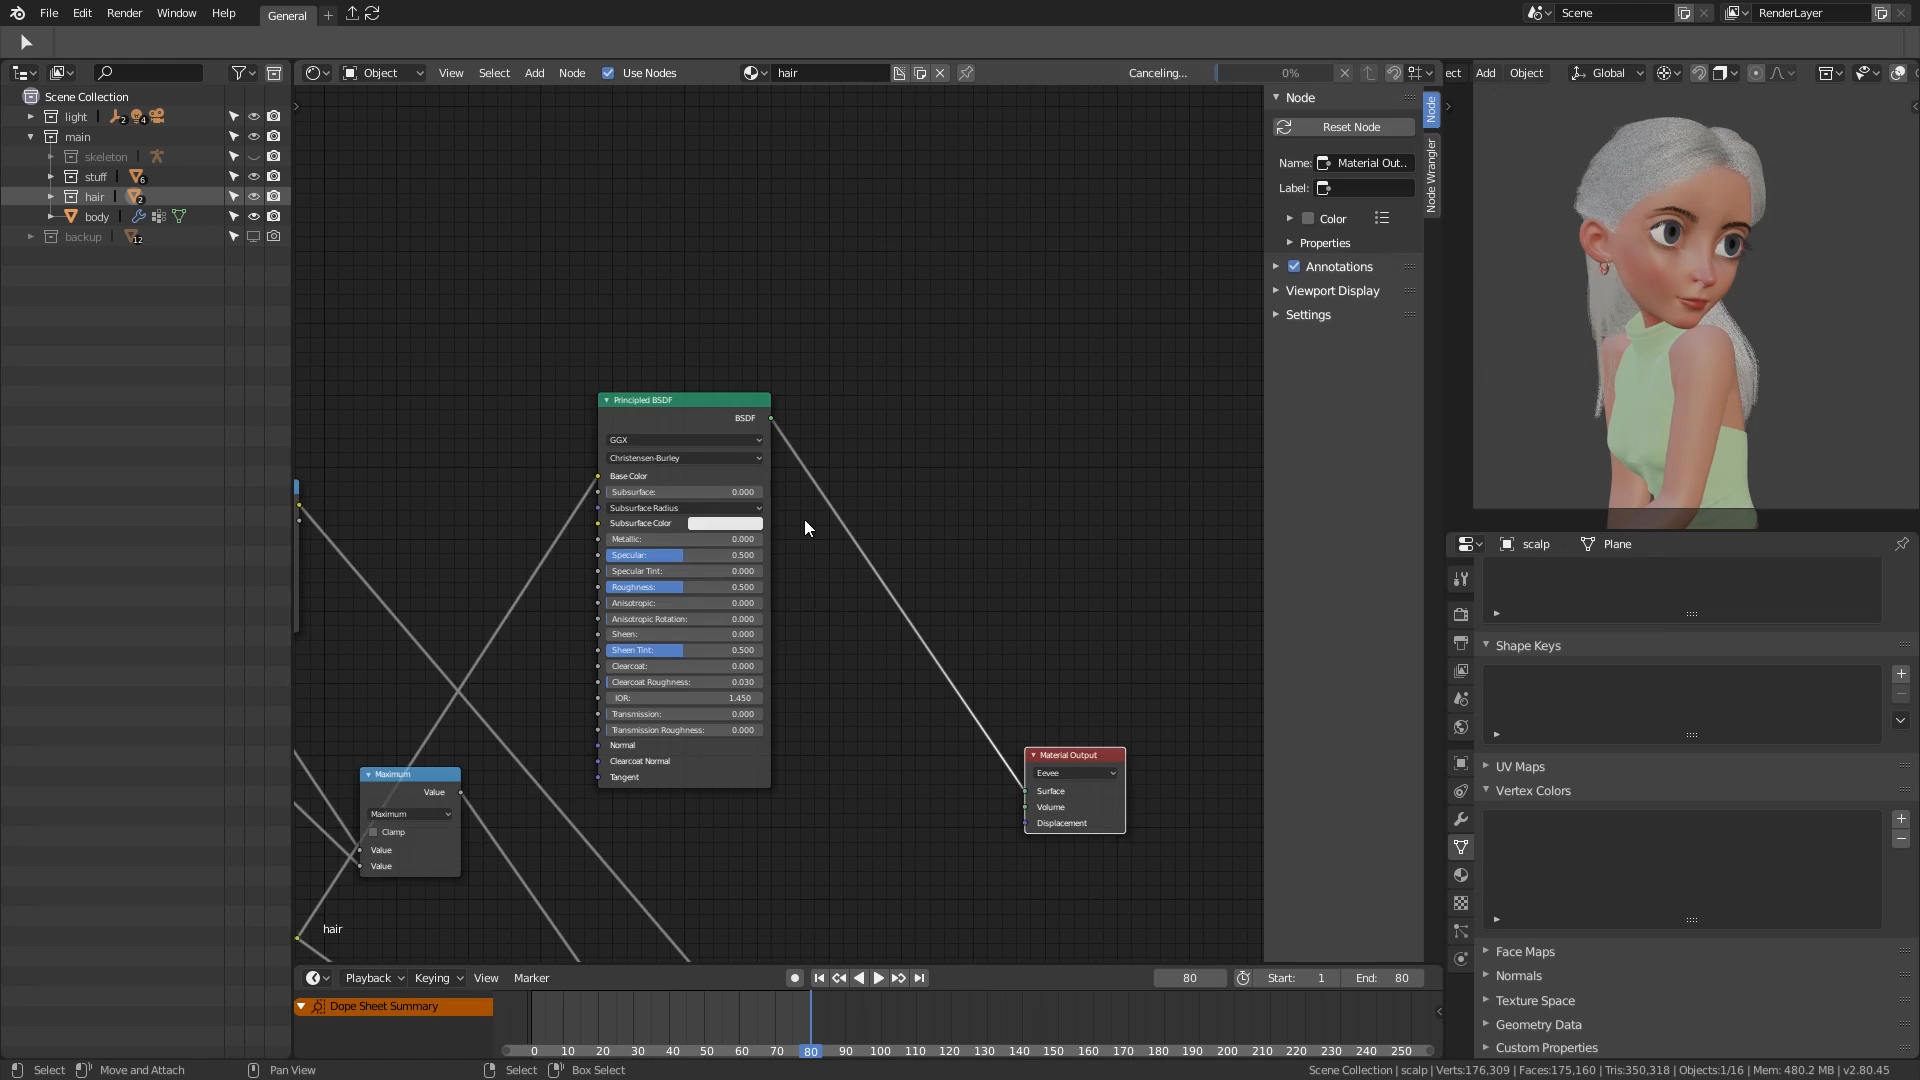 File Edit Render Window Help General Scene RenderLayer
Object View Select Add Node Use Nodes hair Canceling... 0% ect Add Object Global
Scene Collection
light 2 4
main
skeleton
stuff 6
hair 2
body
backup 12
Node
Reset Node
Name: Material Out..
Label:
Color
Properties
Annotations
Viewport Display
Settings
Node
Node Wrangler
Principled BSDF
BSDF
GGX
Christensen-Burley
Base Color
Subsurface: 0.000
Subsurface Radius
Subsurface Color
Metallic: 0.000
Specular: 0.500
Specular Tint: 0.000
Roughness: 0.500
Anisotropic: 0.000
Anisotropic Rotation: 0.000
Sheen: 0.000
Sheen Tint: 0.500
Clearcoat: 0.000
Clearcoat Roughness: 0.030
IOR: 1.450
Transmission: 0.000
Transmission Roughness: 0.000
Normal
Clearcoat Normal
Tangent
Maximum
Value
Maximum
Clamp
Value
Value
Material Output
Eevee
Surface
Volume
Displacement
hair
scalp Plane
Shape Keys
UV Maps
Vertex Colors
Face Maps
Normals
Texture Space
Geometry Data
Custom Properties
Playback Keying View Marker 80 Start: 1 End: 80
Dope Sheet Summary
0 10 20 30 40 50 60 70 80 90 100 110 120 130 140 150 160 170 180 190 200 210 220 230 240 250
Select Move and Attach Pan View Select Box Select Scene Collection | scalp | Verts:176,309 | Faces:175,160 | Tris:350,318 | Objects:1/16 | Mem: 480.2 MB | v2.80.45